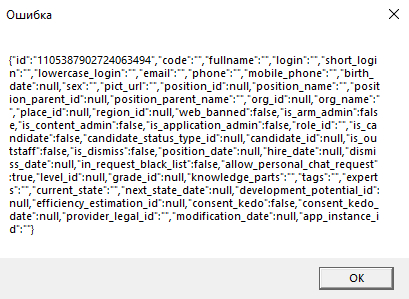 Ошибка
{"id":"1105387902724063494","code":"","fullname":"","login":"","short_logi
n":"","lowercase_login":"","email":"","phone":"","mobile_phone":"","birth_
date":null,"sex":"","pict_url":"","position_id":null,"position_name":"","posit
ion_parent_id":null,"position_parent_name":"","org_id":null,"org_name":"
","place_id":null,"region_id":null,"web_banned":false,"is_arm_admin":fals
e,"is_content_admin":false,"is_application_admin":false,"role_id":"","is_ca
ndidate":false,"candidate_status_type_id":null,"candidate_id":null,"is_out
staff":false,"is_dismiss":false,"position_date":null,"hire_date":null,"dismi
ss_date":null,"in_request_black_list":false,"allow_personal_chat_request"
:true,"level_id":null,"grade_id":null,"knowledge_parts":"","tags":"","expert
s":"","current_state":"","next_state_date":null,"development_potential_id":
null,"efficiency_estimation_id":null,"consent_kedo":false,"consent_kedo_
date":null,"provider_legal_id":"","modification_date":null,"app_instance_i
d":""}
OK